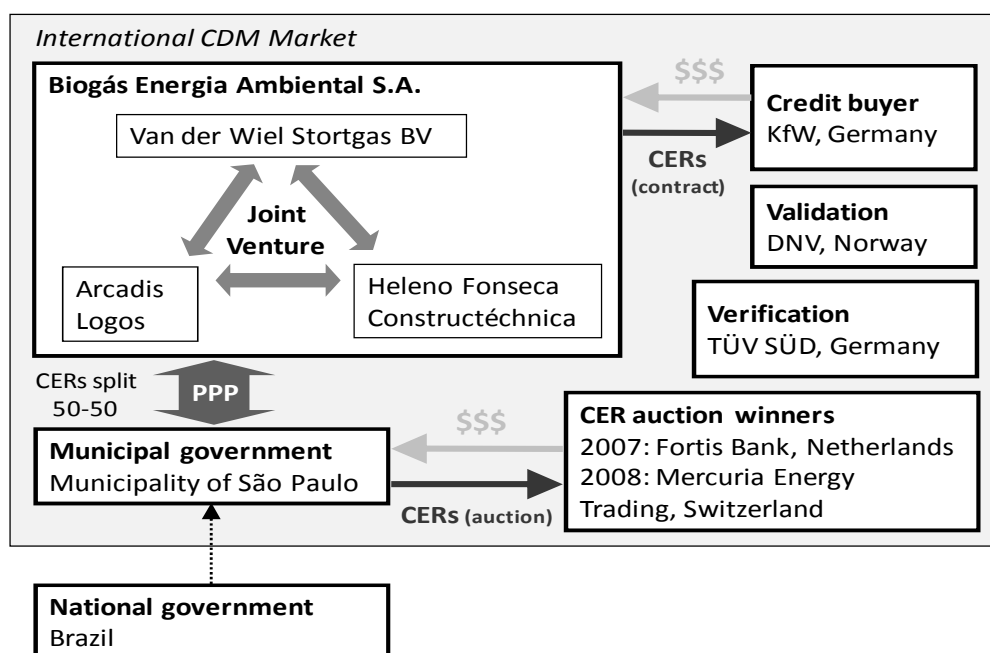 International CDM Market
Biogás Energia Ambiental S.A.
Van der Wiel Stortgas BV
Joint
Venture
Arcadis
Logos
Heleno Fonseca
Constructéchnica
$$$
CERs
(contract)
Credit buyer
KfW, Germany
Validation
DNV, Norway
Verification
TÜV SÜD, Germany
CERs split
50-50
PPP
Municipal government
Municipality of São Paulo
$$$
CERs (auction)
CER auction winners
2007: Fortis Bank, Netherlands
2008: Mercuria Energy
Trading, Switzerland
National government
Brazil